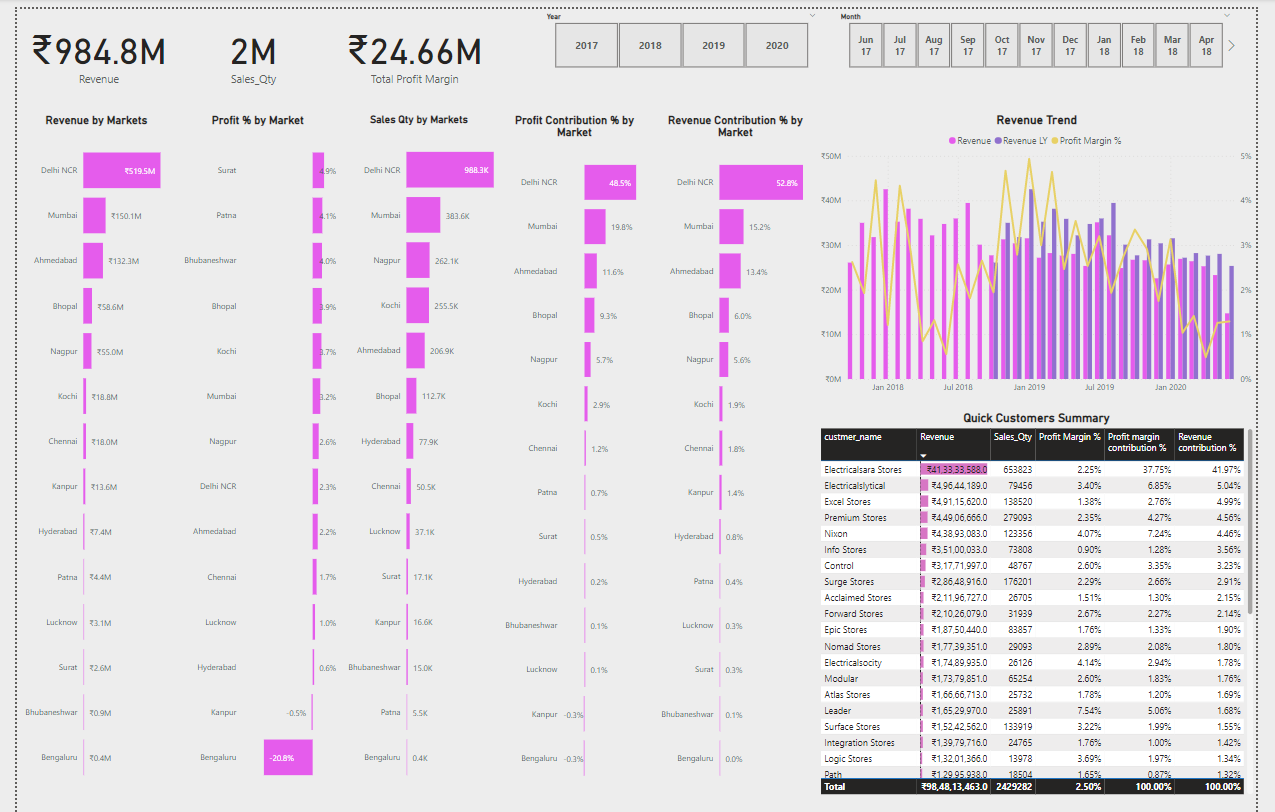 Year
Month
₹984.8M
Revenue
2M
Sales_Qty
₹24.66M
Total Profit Margin
2017
2018
2019
2020
Jun 17
Jul 17
Aug 17
Sep 17
Oct 17
Nov 17
Dec 17
Jan 18
Feb 18
Mar 18
Apr 18
Revenue by Markets
Delhi NCR ₹519.5M
Mumbai ₹150.1M
Ahmedabad ₹132.3M
Bhopal ₹58.6M
Nagpur ₹55.0M
Kochi ₹18.8M
Chennai ₹18.0M
Kanpur ₹13.6M
Hyderabad ₹7.4M
Patna ₹4.4M
Lucknow ₹3.1M
Surat ₹2.6M
Bhubaneshwar ₹0.9M
Bengaluru ₹0.4M
Profit % by Market
Surat 4.9%
Patna 4.1%
Bhubaneshwar 4.0%
Bhopal 3.9%
Kochi 3.7%
Mumbai 3.2%
Nagpur 2.6%
Delhi NCR 2.3%
Ahmedabad 2.2%
Chennai 1.7%
Lucknow 1.0%
Hyderabad 0.6%
Kanpur -0.5%
Bengaluru -20.8%
Sales Qty by Markets
Delhi NCR 988.3K
Mumbai 383.6K
Nagpur 262.1K
Kochi 255.5K
Ahmedabad 206.9K
Bhopal 112.7K
Hyderabad 77.9K
Chennai 50.5K
Lucknow 37.1K
Surat 17.1K
Kanpur 16.6K
Bhubaneshwar 15.0K
Patna 5.5K
Bengaluru 0.4K
Profit Contribution % by
Market
Delhi NCR 48.5%
Mumbai 19.8%
Ahmedabad 11.6%
Bhopal 9.3%
Nagpur 5.7%
Kochi 2.9%
Chennai 1.2%
Patna 0.7%
Surat 0.5%
Hyderabad 0.2%
Bhubaneshwar 0.1%
Lucknow 0.1%
Kanpur -0.3%
Bengaluru -0.3%
Revenue Contribution % by
Market
Delhi NCR 52.8%
Mumbai 15.2%
Ahmedabad 13.4%
Bhopal 6.0%
Nagpur 5.6%
Kochi 1.9%
Chennai 1.8%
Kanpur 1.4%
Hyderabad 0.8%
Patna 0.4%
Lucknow 0.3%
Surat 0.3%
Bhubaneshwar 0.1%
Bengaluru 0.0%
Revenue Trend
Revenue Revenue LY Profit Margin %
₹50M 5%
₹40M 4%
₹30M 3%
₹20M 2%
₹10M 1%
₹0M 0%
Jan 2018 Jul 2018 Jan 2019 Jul 2019 Jan 2020
Quick Customers Summary
custmer_name Revenue Sales_Qty Profit Margin % Profit margin contribution % Revenue contribution %
Electricalsara Stores ₹41,33,33,588.0 653823 2.25% 37.75% 41.97%
Electricalslytical ₹4,96,44,189.0 79456 3.40% 6.85% 5.04%
Excel Stores ₹4,91,15,620.0 138520 1.38% 2.76% 4.99%
Premium Stores ₹4,49,06,666.0 279093 2.35% 4.27% 4.56%
Nixon ₹4,38,93,083.0 123356 4.07% 7.24% 4.46%
Info Stores ₹3,51,00,033.0 73808 0.90% 1.28% 3.56%
Control ₹3,17,71,997.0 48767 2.60% 3.35% 3.23%
Surge Stores ₹2,86,48,916.0 176201 2.29% 2.66% 2.91%
Acclaimed Stores ₹2,11,96,727.0 26705 1.51% 1.30% 2.15%
Forward Stores ₹2,10,26,079.0 31939 2.67% 2.27% 2.14%
Epic Stores ₹1,87,50,440.0 83857 1.76% 1.33% 1.90%
Nomad Stores ₹1,77,39,351.0 29093 2.89% 2.08% 1.80%
Electricalsocity ₹1,74,89,935.0 26126 4.14% 2.94% 1.78%
Modular ₹1,73,79,851.0 65254 2.60% 1.83% 1.76%
Atlas Stores ₹1,66,66,713.0 25732 1.78% 1.20% 1.69%
Leader ₹1,65,29,970.0 25891 7.54% 5.06% 1.68%
Surface Stores ₹1,52,42,562.0 133919 3.22% 1.99% 1.55%
Integration Stores ₹1,39,79,716.0 24765 1.76% 1.00% 1.42%
Logic Stores ₹1,32,01,366.0 13978 3.69% 1.97% 1.34%
Path ₹1,29,95,938.0 18504 1.65% 0.87% 1.32%
Total ₹98,48,13,463.0 2429282 2.50% 100.00% 100.00%